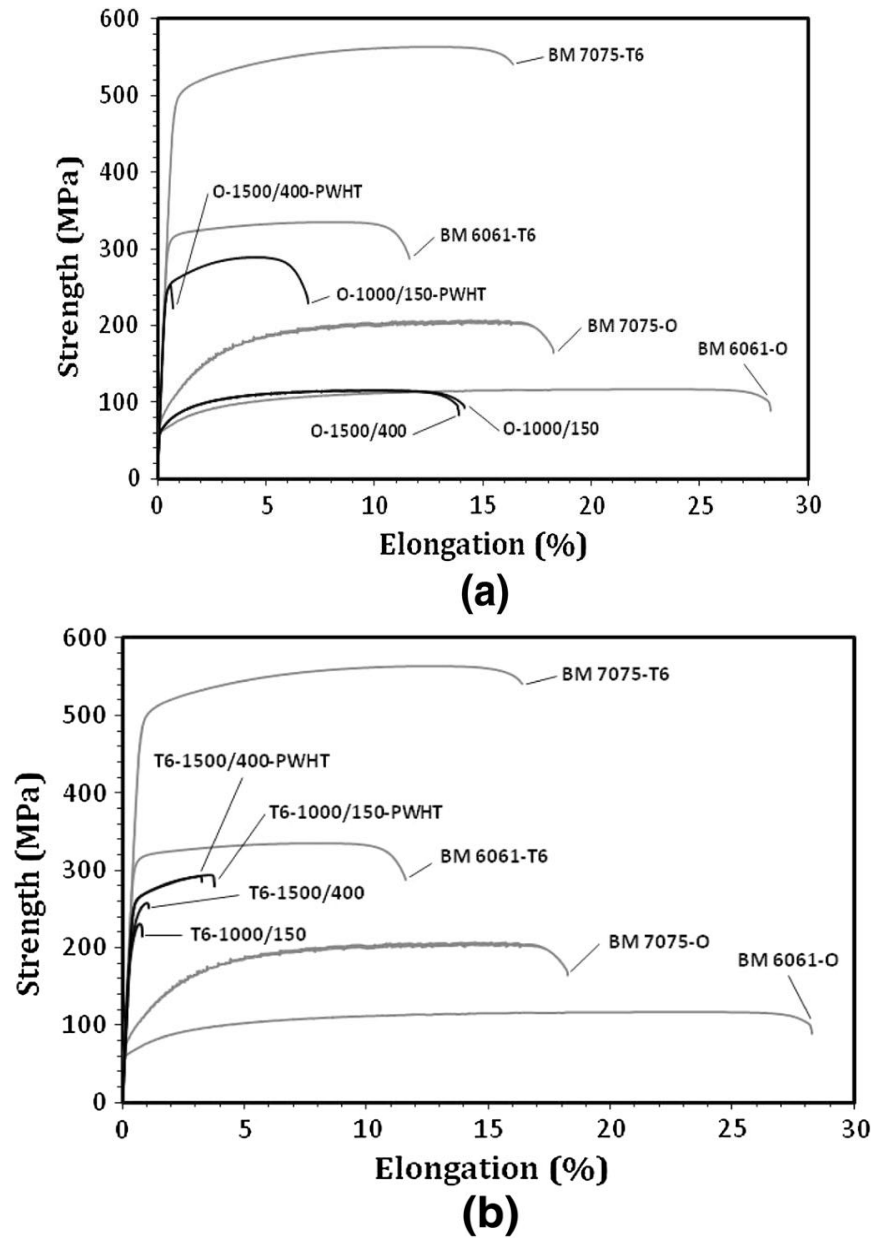 600
500
400
300
200
100
0
Strength (MPa)
BM 7075-T6
O-1500/400-PWHT
BM 6061-T6
O-1000/150-PWHT
BM 7075-O
BM 6061-O
O-1500/400
O-1000/150
0 5 10 15 20 25 30
Elongation (%)
(a)
600
500
400
300
200
100
0
Strength (MPa)
BM 7075-T6
T6-1500/400-PWHT
T6-1000/150-PWHT
BM 6061-T6
T6-1500/400
T6-1000/150
BM 7075-O
BM 6061-O
0 5 10 15 20 25 30
Elongation (%)
(b)